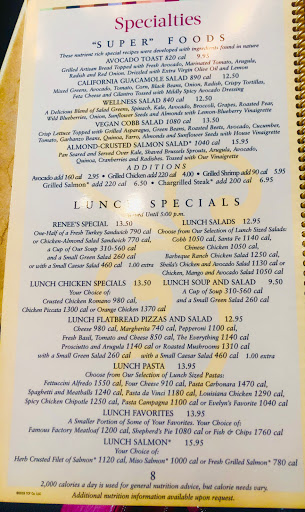 Specialties
"SUPER" FOODS
These nutrient rich special recipes were developed with ingredients found in nature
AVOCADO TOAST 820 cal 9.95
Grilled Artisan Bread Topped with Fresh Avocado, Marinated Tomato, Arugula,
Radish and Red Onion, Drizzled with Extra Virgin Olive Oil and Lemon
CALIFORNIA GUACAMOLE SALAD 890 cal 12.50
Mixed Greens, Avocado, Tomato, Corn, Black Beans, Onion, Radish, Crispy Tortillas,
Feta Cheese and Cilantro Tossed with Mildly Spicy Avocado Dressing
WELLNESS SALAD 840 cal 12.50
A Delicious Blend of Salad Greens, Spinach, Kale, Avocado, Broccoli, Grapes, Roasted Pear,
Wild Blueberries, Onion, Sunflower Seeds and Almonds with Lemon Blueberry Vinaigrette
VEGAN COBB SALAD 1080 cal 13.50
Crisp Lettuce Topped with Grilled Asparagus, Green Beans, Roasted Beets, Avocado, Cucumber,
Tomato, Garbanzo Beans, Quinoa, Farro, Almonds and Sunflower Seeds with House Vinaigrette
ALMOND-CRUSTED SALMON SALAD* 1040 cal 15.95
Pan Seared and Served Over Kale, Shaved Brussels Sprouts, Arugula, Avocado,
Quinoa, Cranberries and Radishes. Tossed with Our Vinaigrette
ADDITIONS
Avocado add 160 cal 2.95 • Grilled Chicken add 220 cal 4.00 • Grilled Shrimp add 90 cal 5.95
Grilled Salmon* add 220 cal 6.50 • Chargrilled Steak* add 200 cal 6.95
LUNCH SPECIALS
Until 5:00 p.m.
RENEE'S SPECIAL 13.50
One-Half of a Fresh Turkey Sandwich 790 cal
or Chicken-Almond Salad Sandwich 770 cal,
a Cup of Our Soup 310-560 cal
and a Small Green Salad 260 cal
or with a Small Caesar Salad 460 cal 1.00 extra
LUNCH SALADS 12.95
Choose from Our Selection of Lunch Sized Salads:
Cobb 1050 cal, Santa Fe 1140 cal,
Chinese Chicken 1050 cal,
Barbeque Ranch Chicken Salad 1250 cal,
Sheila's Chicken and Avocado Salad 1130 cal or
Chicken, Mango and Avocado Salad 1050 cal
LUNCH CHICKEN SPECIALS 13.50
Your Choice of:
Crusted Chicken Romano 980 cal,
Chicken Piccata 1300 cal or Orange Chicken 1370 cal
LUNCH SOUP AND SALAD 9.50
A Cup of Soup 310-560 cal
and a Small Green Salad 260 cal
LUNCH FLATBREAD PIZZAS AND SALAD 12.95
Cheese 980 cal, Margherita 740 cal, Pepperoni 1100 cal,
Fresh Basil, Tomato and Cheese 850 cal, The Everything 1140 cal
Prosciutto and Arugula 1140 cal or Roasted Mushrooms 1310 cal
with a Small Green Salad 260 cal or with a Small Caesar Salad 460 cal 1.00 extra
LUNCH PASTA 13.95
Choose from Our Selection of Lunch Sized Pastas:
Fettuccini Alfredo 1550 cal, Four Cheese 910 cal, Pasta Carbonara 1470 cal,
Spaghetti and Meatballs 1240 cal, Pasta da Vinci 1180 cal, Louisiana Chicken 1290 cal,
Spicy Chicken Chipotle 1250 cal, Pasta Campagna 1100 cal or Evelyn's Favorite 1040 cal
LUNCH FAVORITES 13.95
A Smaller Portion of Some of Your Favorites. Your Choice of:
Famous Factory Meatloaf 1200 cal, Shepherd's Pie 1080 cal or Fish & Chips 1760 cal
LUNCH SALMON* 15.95
Your Choice of:
Herb Crusted Filet of Salmon* 1120 cal, Miso Salmon* 1000 cal or Fresh Grilled Salmon* 780 cal
8
2,000 calories a day is used for general nutrition advice, but calorie needs vary.
Additional nutrition information available upon request.